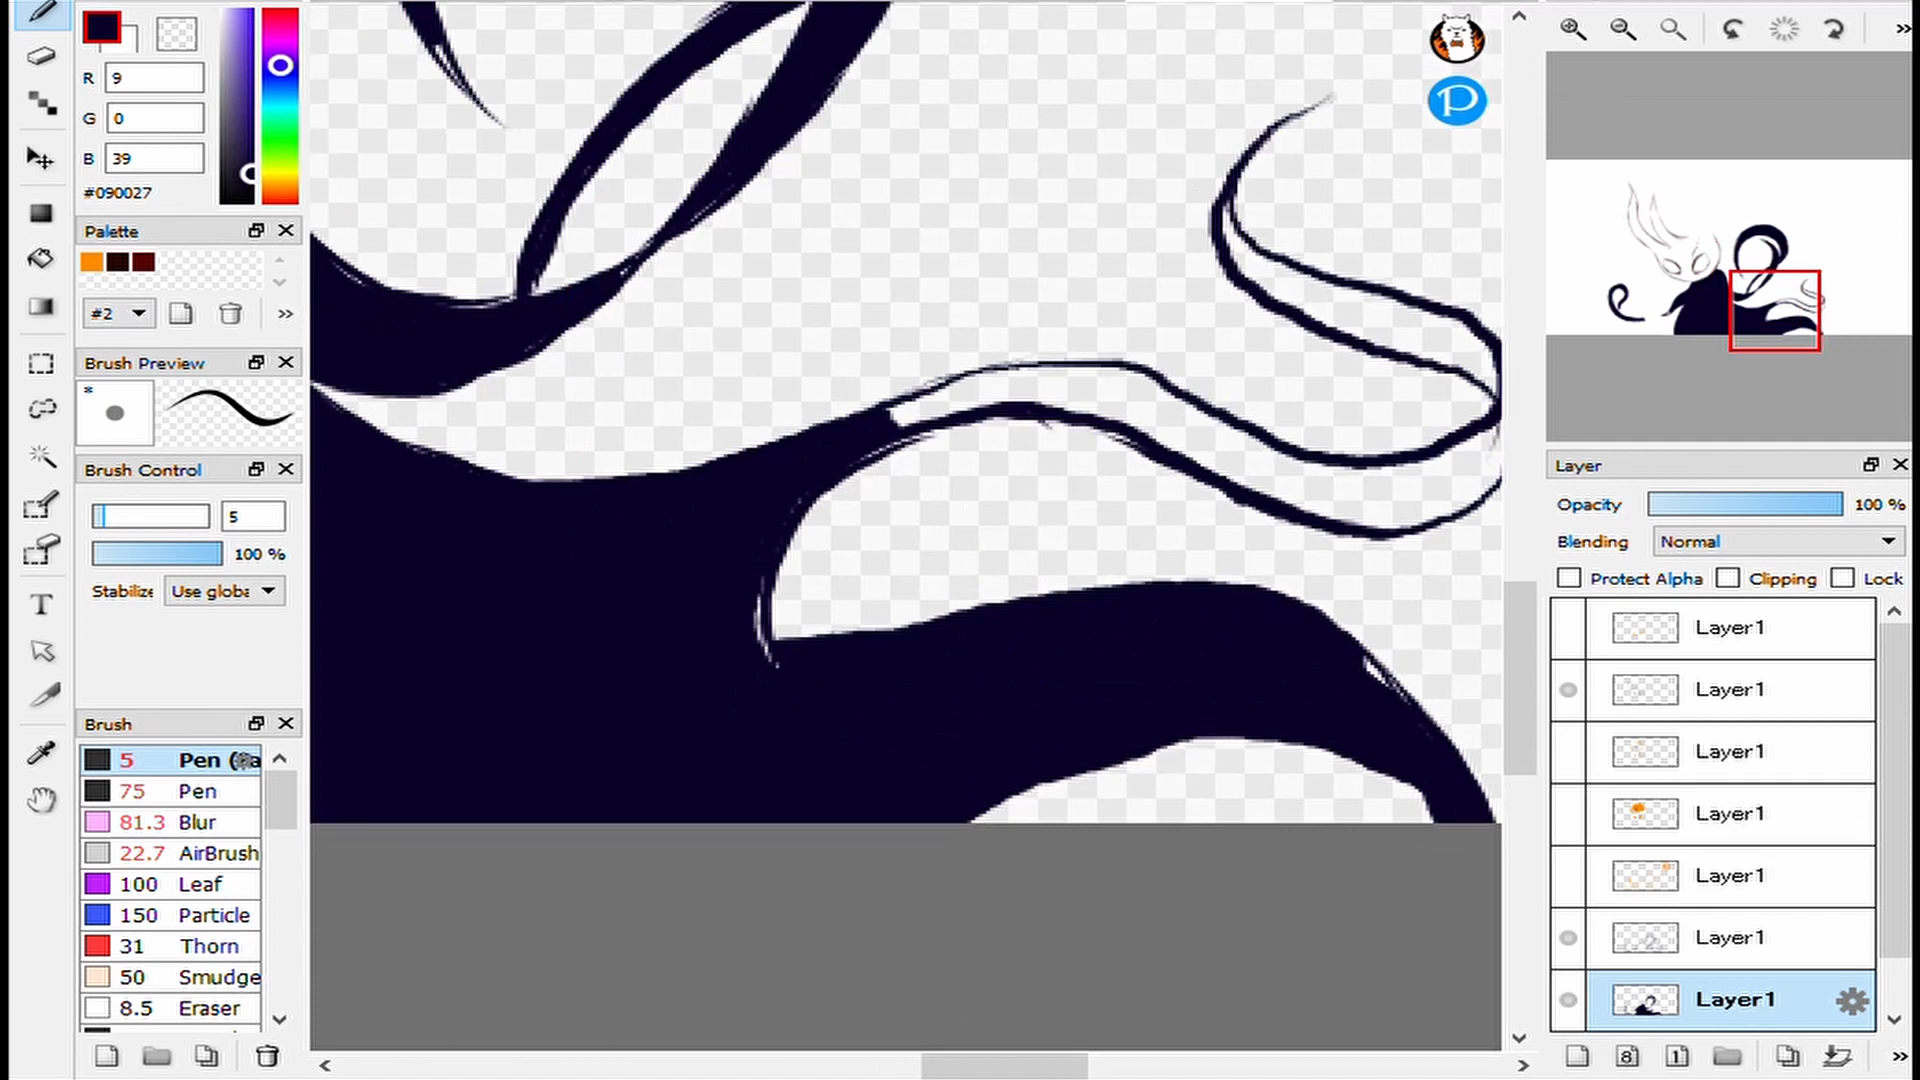 R 9
G 0
B 39
#090027
Palette
#2
Brush Preview
*
Brush Control
5
100 %
Stabilize Use globa
Brush
5 Pen (
75 Pen
81.3 Blur
22.7 AirBrush
100 Leaf
150 Particle
31 Thorn
50 Smudge
8.5 Eraser
T
P
Layer
Opacity 100 %
Blending Normal
Protect Alpha Clipping Lock
Layer1
Layer1
Layer1
Layer1
Layer1
Layer1
Layer1
8 1